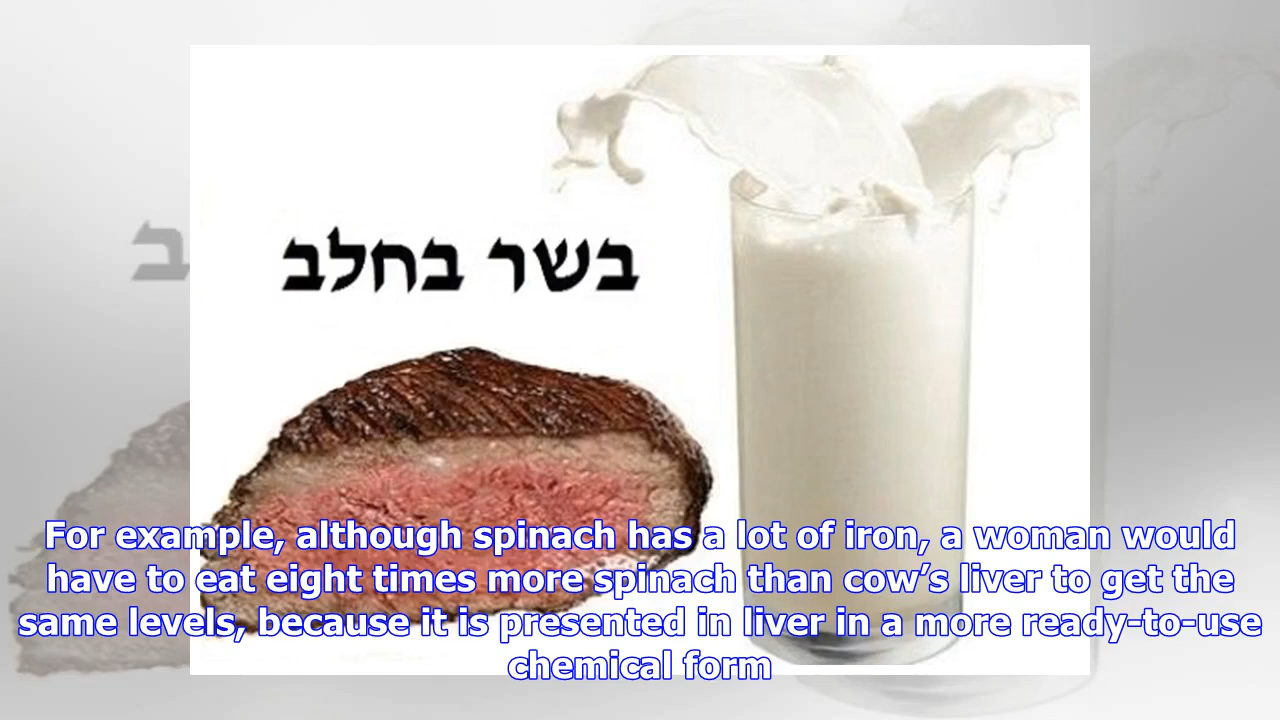 בשר בחלב
For example, although spinach has a lot of iron, a woman would
have to eat eight times more spinach than cow’s liver to get the
same levels, because it is presented in liver in a more ready-to-use
chemical form